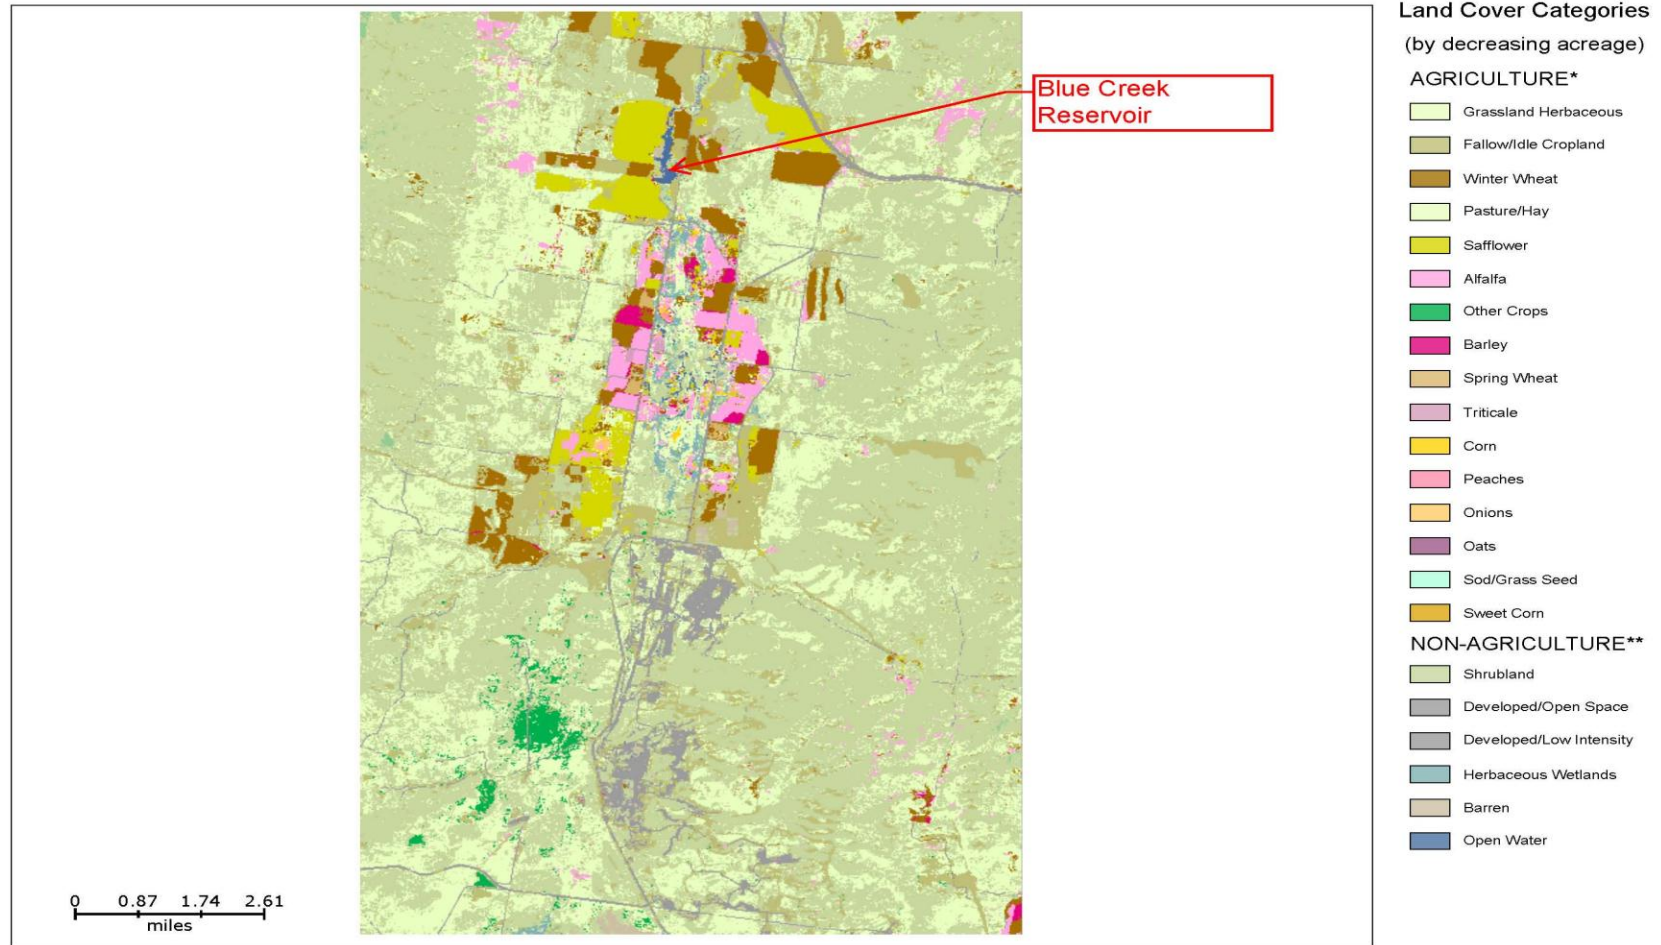 Land Cover Categories
(by decreasing acreage)
AGRICULTURE*
Grassland Herbaceous
Fallow/Idle Cropland
Winter Wheat
Pasture/Hay
Safflower
Alfalfa
Other Crops
Barley
Spring Wheat
Triticale
Corn
Peaches
Onions
Oats
Sod/Grass Seed
Sweet Corn
NON-AGRICULTURE**
Shrubland
Developed/Open Space
Developed/Low Intensity
Herbaceous Wetlands
Barren
Open Water
Blue Creek
Reservoir
0 0.87 1.74 2.61
miles